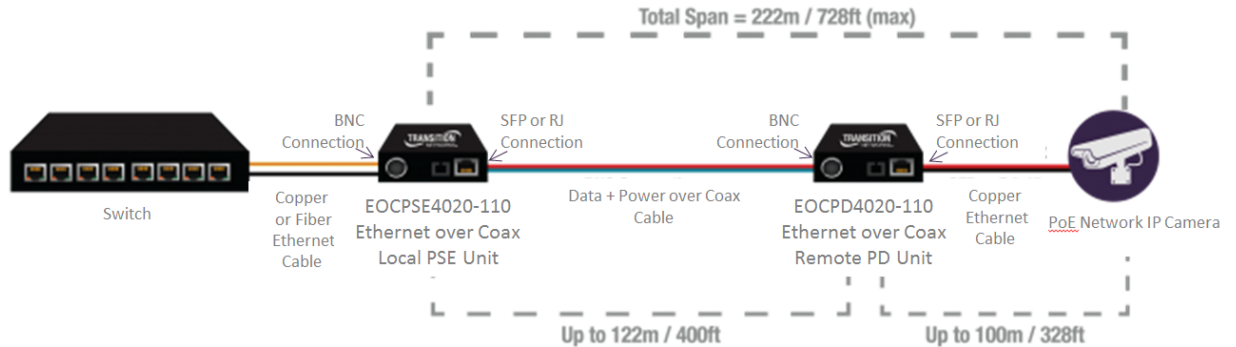 Total Span = 222m / 728ft (max)
BNC
Connection
TRANSITION
NETWORKS
SFP or RJ
Connection
BNC
Connection
TRANSITION
NETWORKS
SFP or RJ
Connection
Switch
Copper
or Fiber
Ethernet
Cable
EOCPSE4020-110
Ethernet over Coax
Local PSE Unit
Data + Power over Coax
Cable
EOCPD4020-110
Ethernet over Coax
Remote PD Unit
Copper
Ethernet
Cable
PoE Network IP Camera
Up to 122m / 400ft
Up to 100m / 328ft